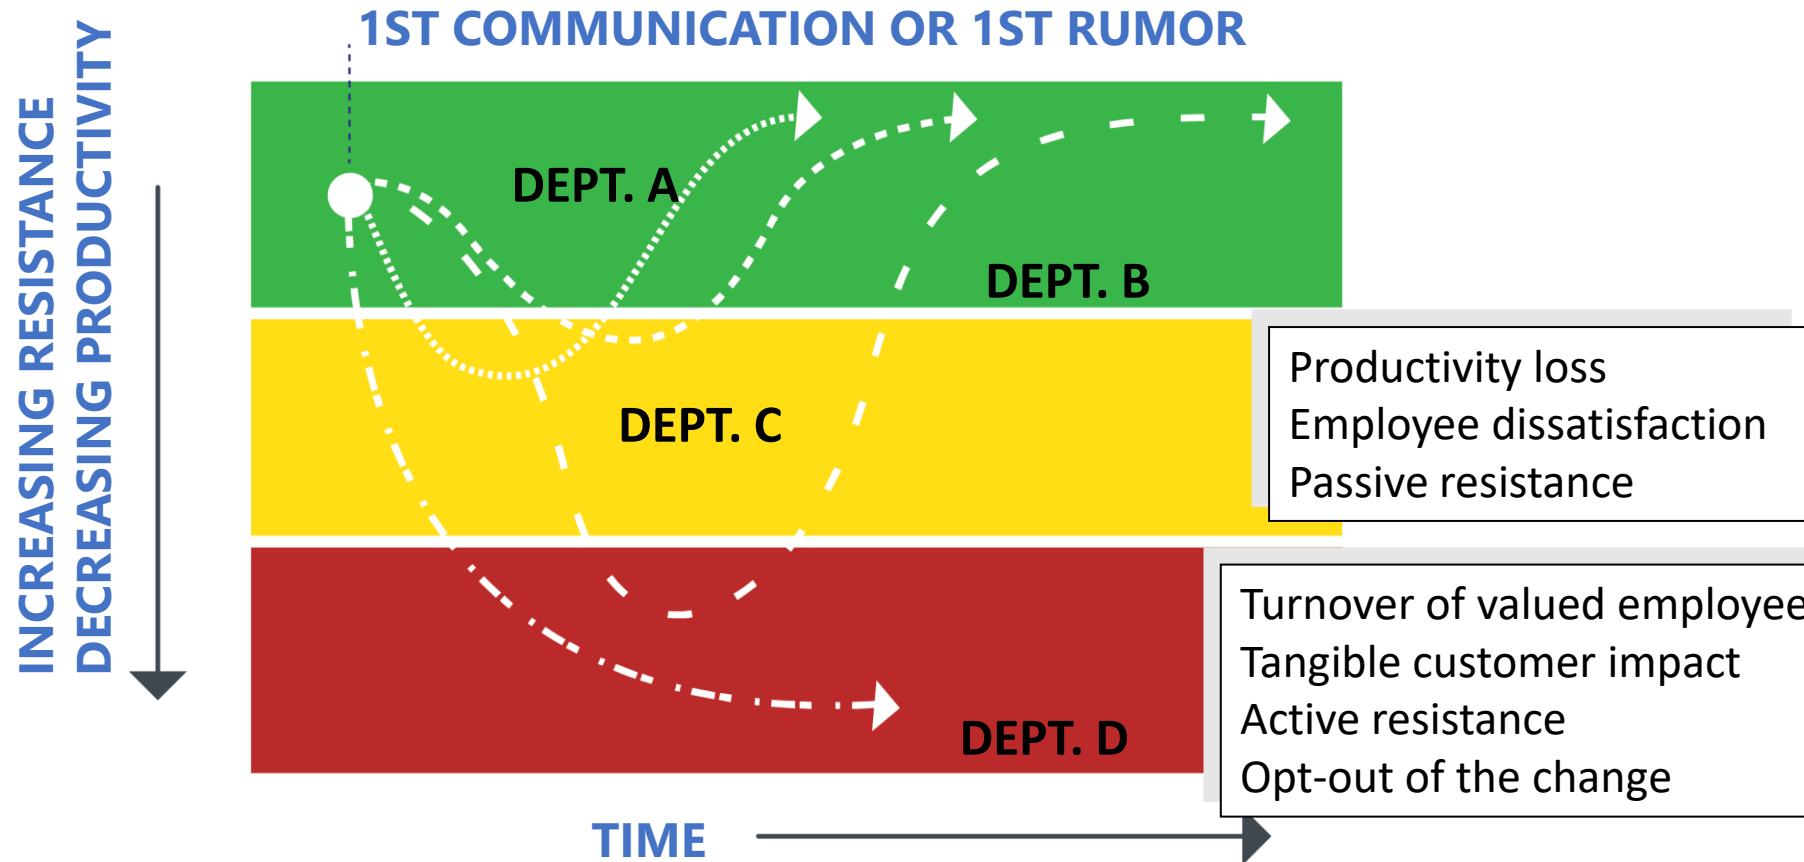 1ST COMMUNICATION OR 1ST RUMOR
INCREASING RESISTANCE
DECREASING PRODUCTIVITY
DEPT. A
DEPT. B
DEPT. C
DEPT. D
Productivity loss
Employee dissatisfaction
Passive resistance
Turnover of valued employee
Tangible customer impact
Active resistance
Opt-out of the change
TIME